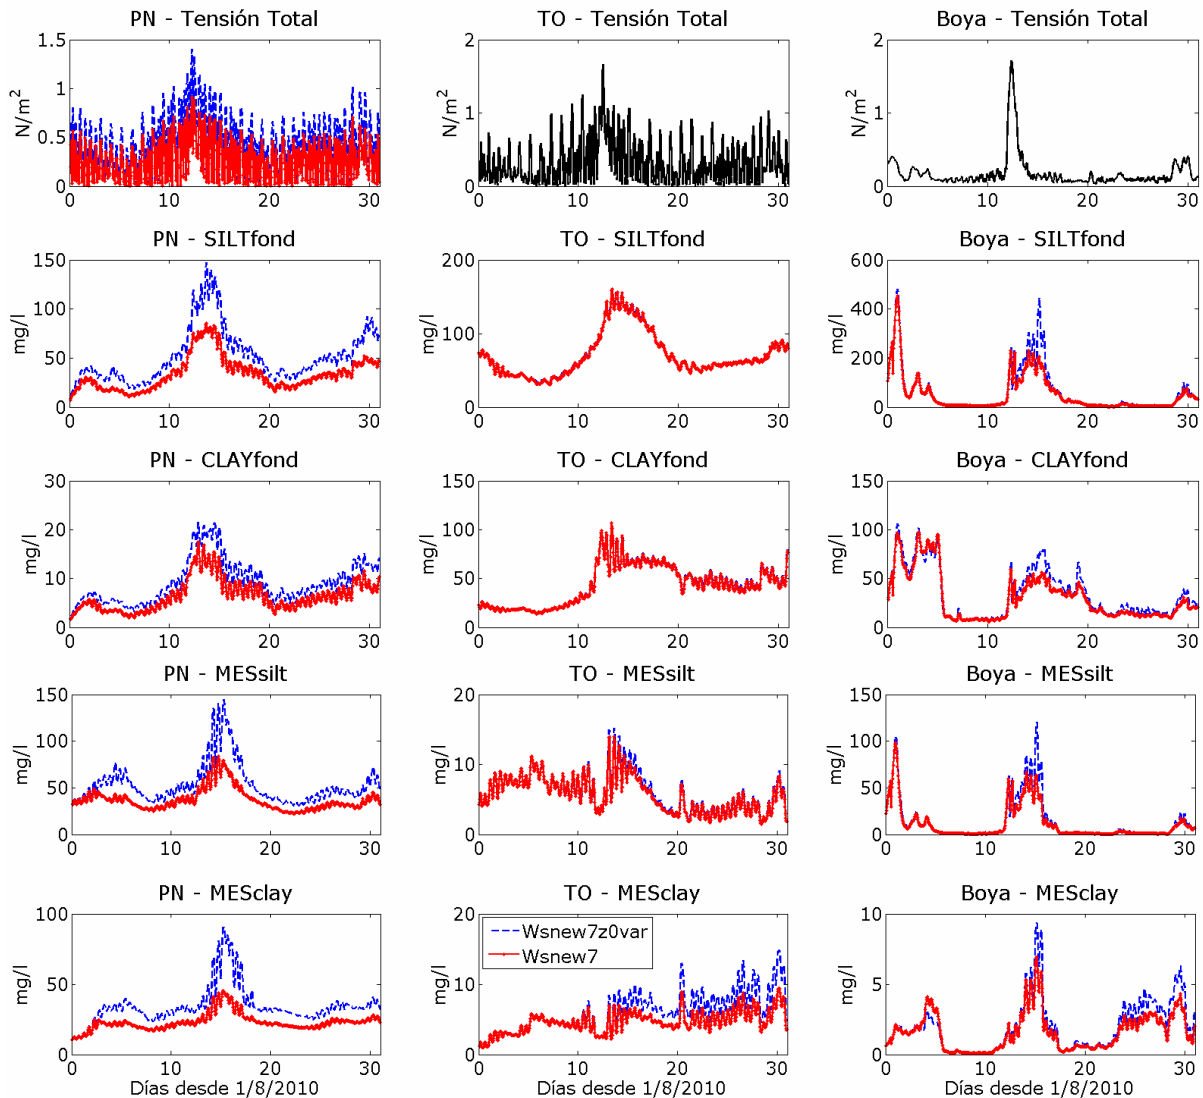 PN - Tensión Total
TO - Tensión Total
Boya - Tensión Total
N/m²
1.5
1
0.5
0
0 10 20 30
N/m²
2
1
0
0 10 20 30
N/m²
2
1
0
0 10 20 30
PN - SILTfond
TO - SILTfond
Boya - SILTfond
mg/l
150
100
50
0
0 10 20 30
200
100
0
0 10 20 30
mg/l
600
400
200
0
0 10 20 30
PN - CLAYfond
TO - CLAYfond
Boya - CLAYfond
mg/l
30
20
10
0
0 10 20 30
mg/l
150
100
50
0
0 10 20 30
mg/l
150
100
50
0
0 10 20 30
PN - MESsilt
TO - MESsilt
Boya - MESsilt
mg/l
150
100
50
0
0 10 20 30
mg/l
20
10
0
0 10 20 30
mg/l
150
100
50
0
0 10 20 30
PN - MESclay
TO - MESclay
Boya - MESclay
mg/l
100
50
0
0 10 20 30
Días desde 1/8/2010
mg/l
20
15
10
5
0
Wsnew7z0var
Wsnew7
0 10 20 30
Días desde 1/8/2010
mg/l
10
5
0
0 10 20 30
Días desde 1/8/2010